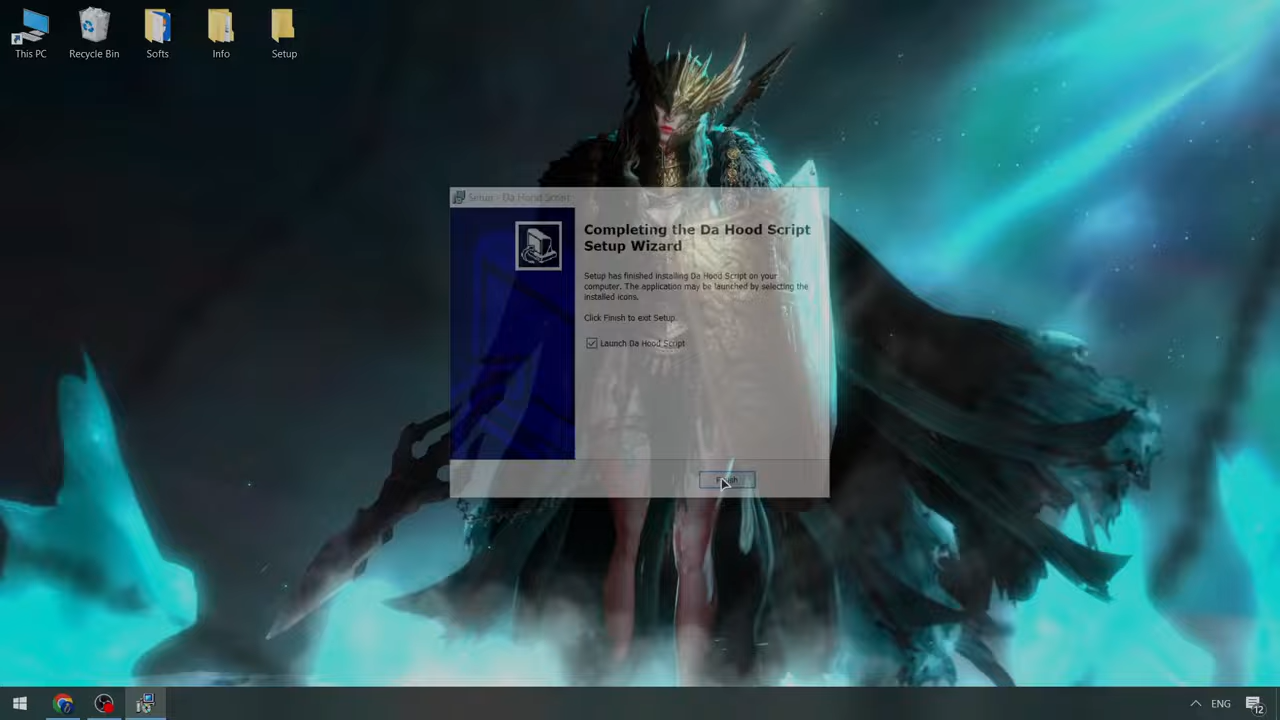 This PC
Recycle Bin
Softs
Info
Setup
Setup - Da Hood Script
Completing the Da Hood Script
Setup Wizard
Setup has finished installing Da Hood Script on your
computer. The application may be launched by selecting the
installed icons.
Click Finish to exit Setup.
Launch Da Hood Script
Finish
ENG
12